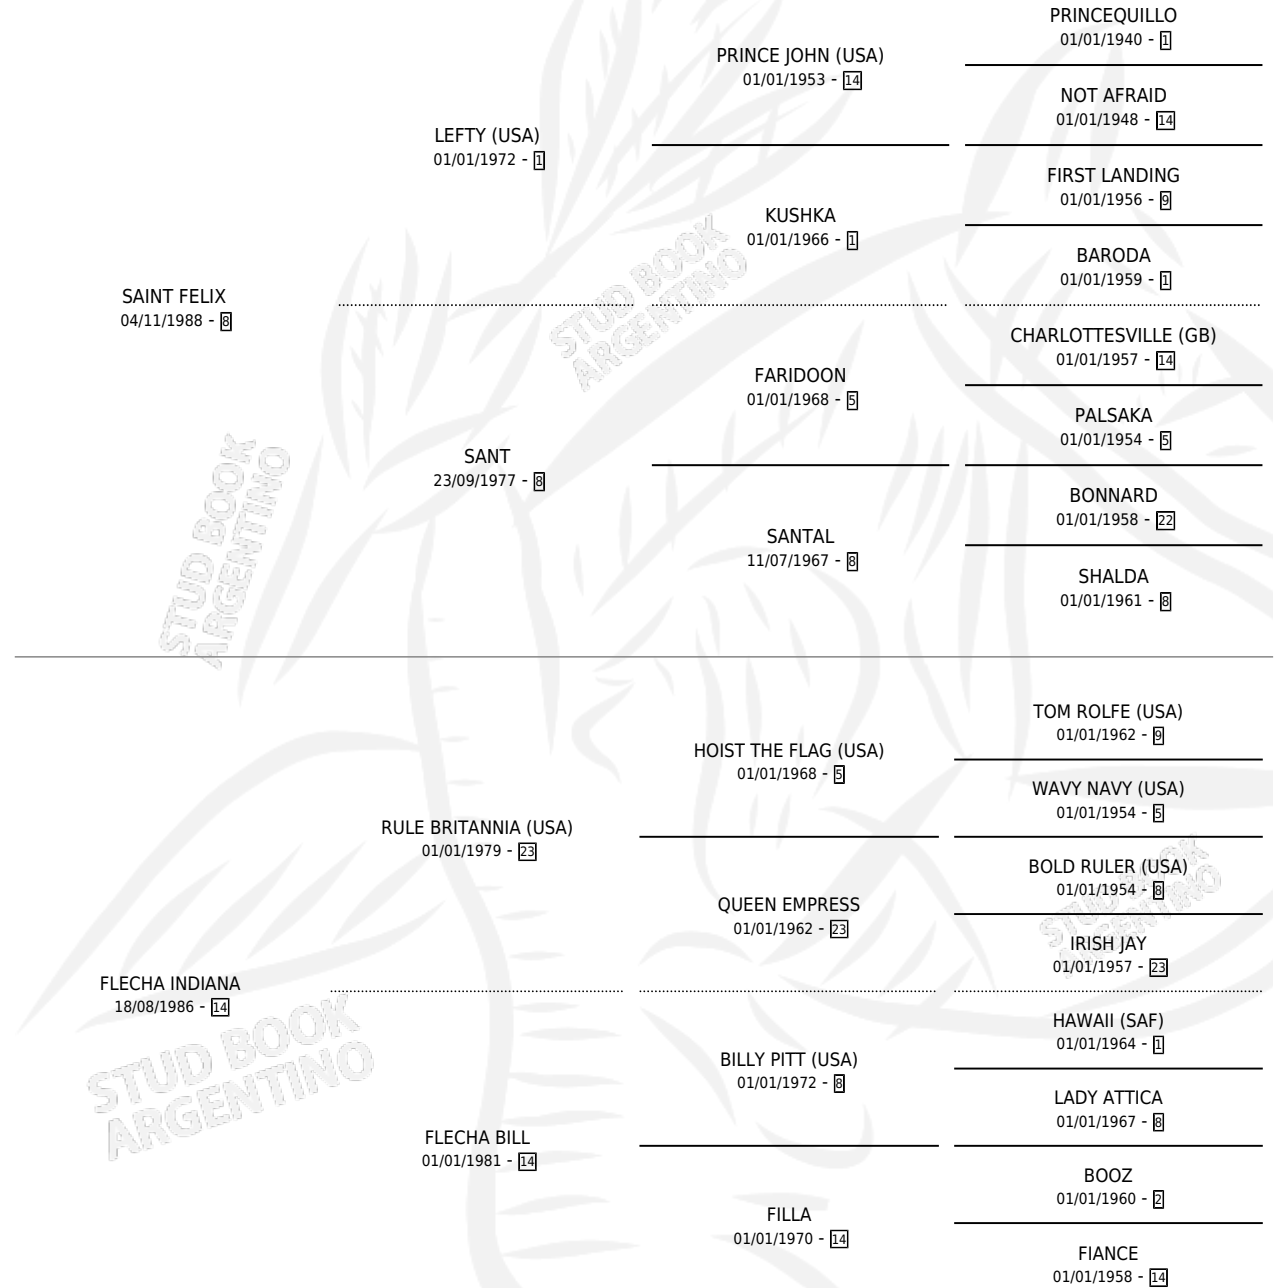 PRINCEQUILLO
01/01/1940 - 1
PRINCE JOHN (USA)
01/01/1953 - 14
NOT AFRAID
01/01/1948 - 14
LEFTY (USA)
01/01/1972 - 1
FIRST LANDING
01/01/1956 - 9
KUSHKA
01/01/1966 - 1
BARODA
01/01/1959 - 1
SAINT FELIX
04/11/1988 - 8
CHARLOTTESVILLE (GB)
01/01/1957 - 14
FARIDOON
01/01/1968 - 5
PALSAKA
01/01/1954 - 5
SANT
23/09/1977 - 8
BONNARD
01/01/1958 - 22
SANTAL
11/07/1967 - 8
SHALDA
01/01/1961 - 8
TOM ROLFE (USA)
01/01/1962 - 9
HOIST THE FLAG (USA)
01/01/1968 - 5
WAVY NAVY (USA)
01/01/1954 - 5
RULE BRITANNIA (USA)
01/01/1979 - 23
BOLD RULER (USA)
01/01/1954 - 8
QUEEN EMPRESS
01/01/1962 - 23
IRISH JAY
01/01/1957 - 23
FLECHA INDIANA
18/08/1986 - 14
HAWAII (SAF)
01/01/1964 - 1
BILLY PITT (USA)
01/01/1972 - 8
LADY ATTICA
01/01/1967 - 8
FLECHA BILL
01/01/1981 - 14
BOOZ
01/01/1960 - 2
FILLA
01/01/1970 - 14
FIANCE
01/01/1958 - 14
STUD BOOK
ARGENTINO
STUD BOOK
ARGENTINO
STUD BOOK
ARGENTINO
STUD BOOK
ARGENTINO